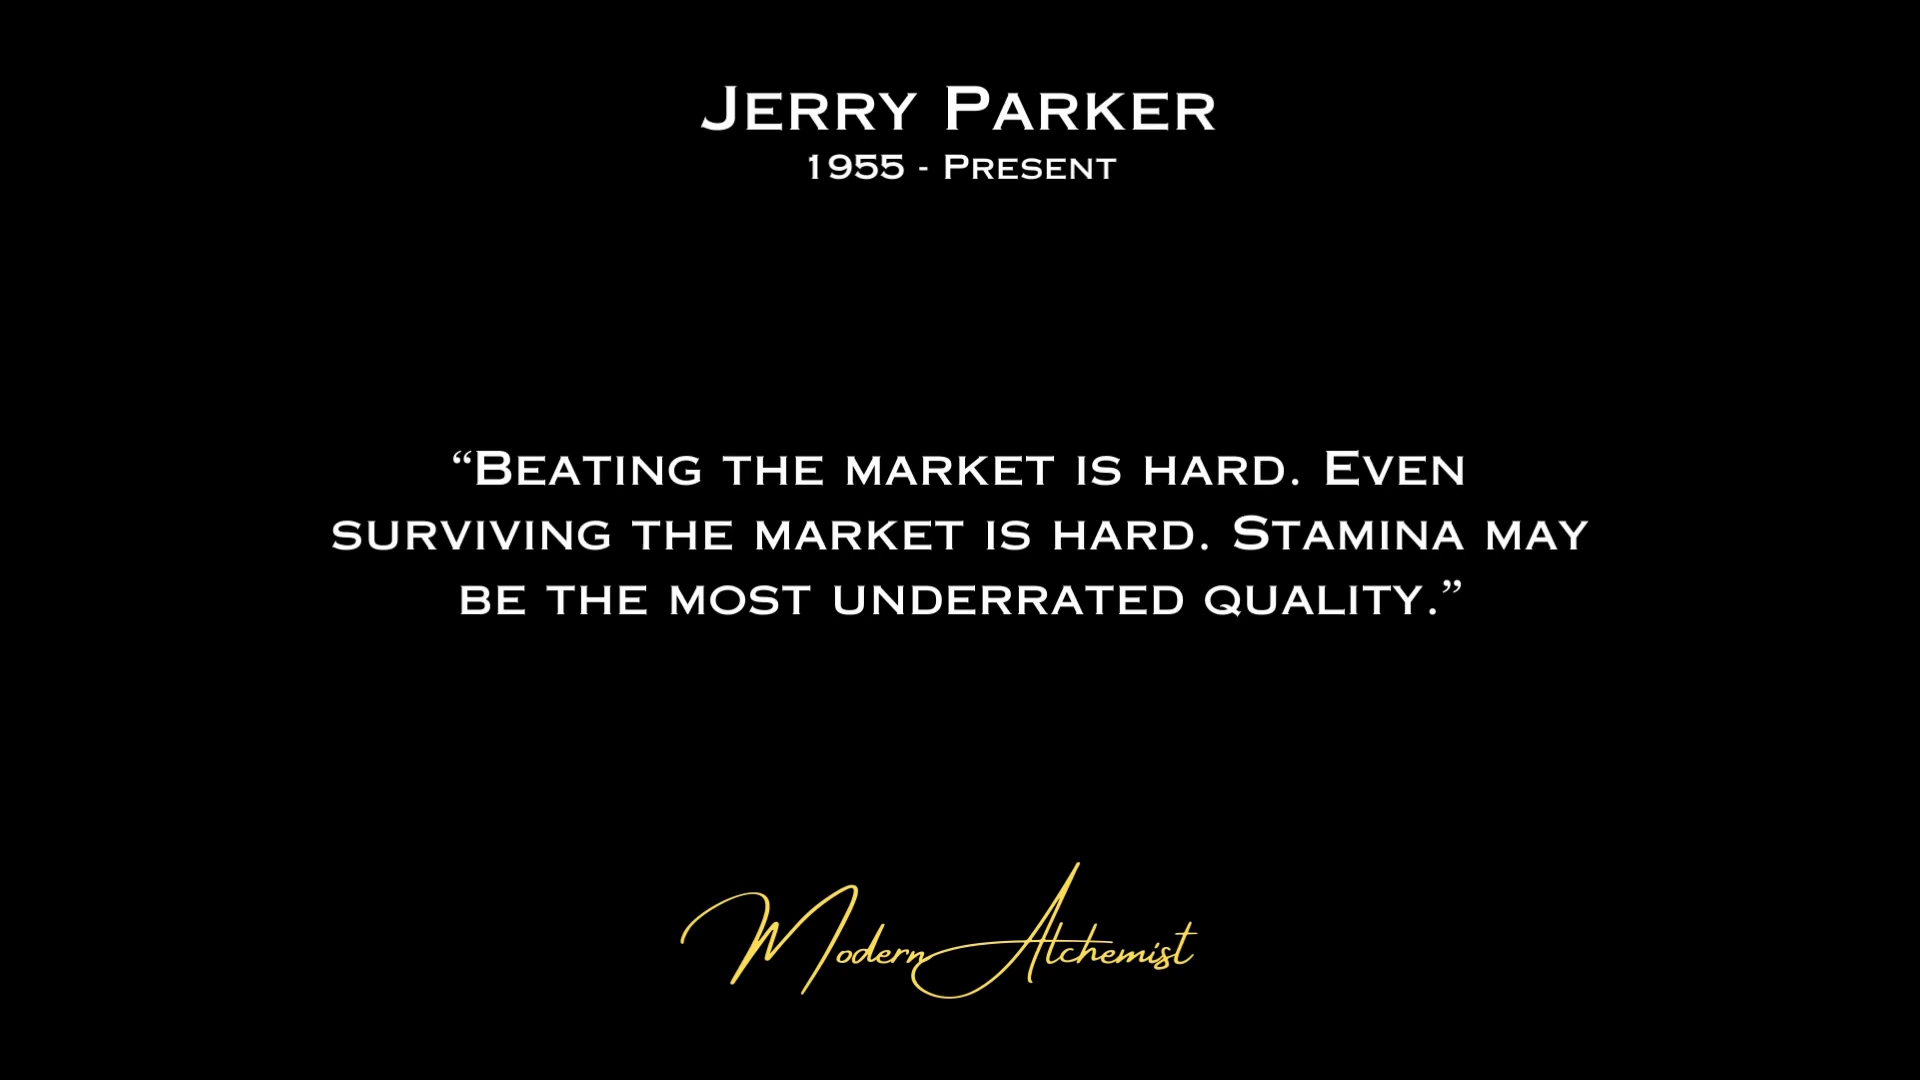 Jerry Parker
1955 - Present
“Beating the market is hard. Even
surviving the market is hard. Stamina may
be the most underrated quality.”
Modern Alchemist